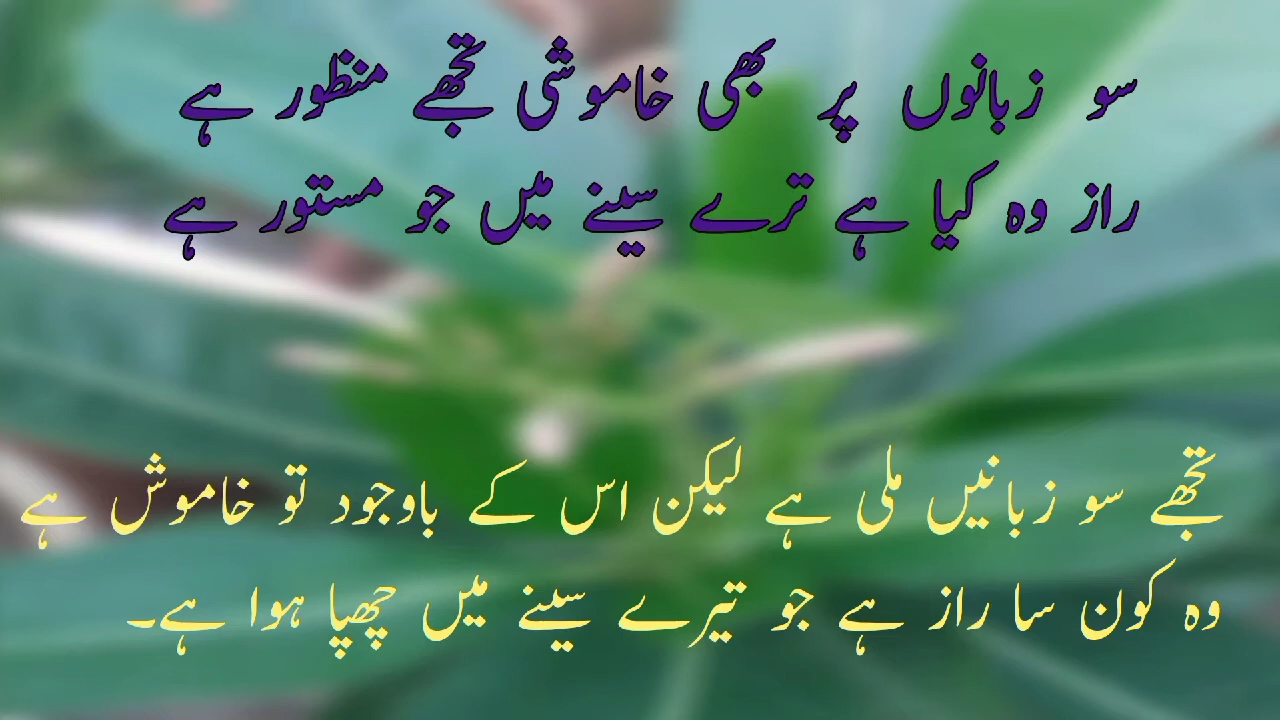 سو زبانوں پر بھی خاموشی تجھے منظور ہے
راز وہ کیا ہے ترے سینے میں جو مستور ہے
تجھے سو زبانیں ملی ہے لیکن اس کے باوجود تو خاموش ہے
وہ کون سا راز ہے جو تیرے سینے میں چھپا ہوا ہے۔